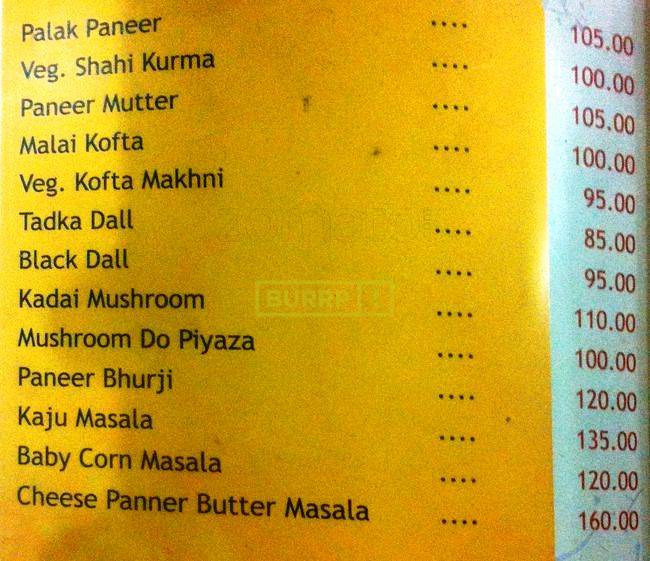 Palak Paneer .... 105.00
Veg. Shahi Kurma .... 100.00
Paneer Mutter .... 105.00
Malai Kofta .... 100.00
Veg. Kofta Makhni .... 95.00
Tadka Dall .... 85.00
Black Dall .... 95.00
Kadai Mushroom .... 110.00
Mushroom Do Piyaza .... 100.00
Paneer Bhurji .... 120.00
Kaju Masala .... 135.00
Baby Corn Masala .... 120.00
Cheese Panner Butter Masala .... 160.00
zomato
BURRP!